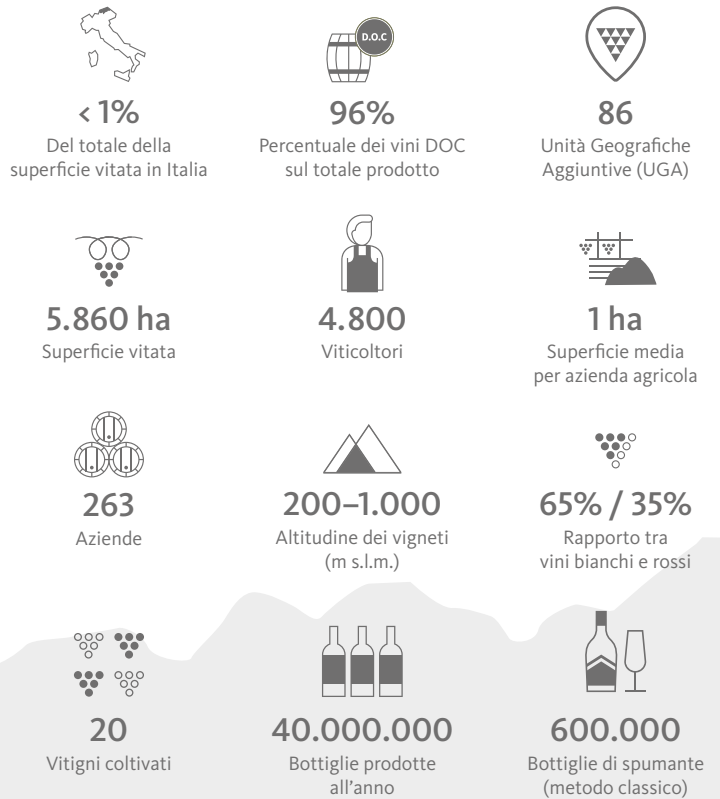 D.O.C
< 1%
Del totale della
superficie vitata in Italia
96%
Percentuale dei vini DOC
sul totale prodotto
86
Unità Geografiche
Aggiuntive (UGA)
5.860 ha
Superficie vitata
4.800
Viticoltori
1 ha
Superficie media
per azienda agricola
263
Aziende
200–1.000
Altitudine dei vigneti
(m s.l.m.)
65% / 35%
Rapporto tra
vini bianchi e rossi
20
Vitigni coltivati
40.000.000
Bottiglie prodotte
all'anno
600.000
Bottiglie di spumante
(metodo classico)